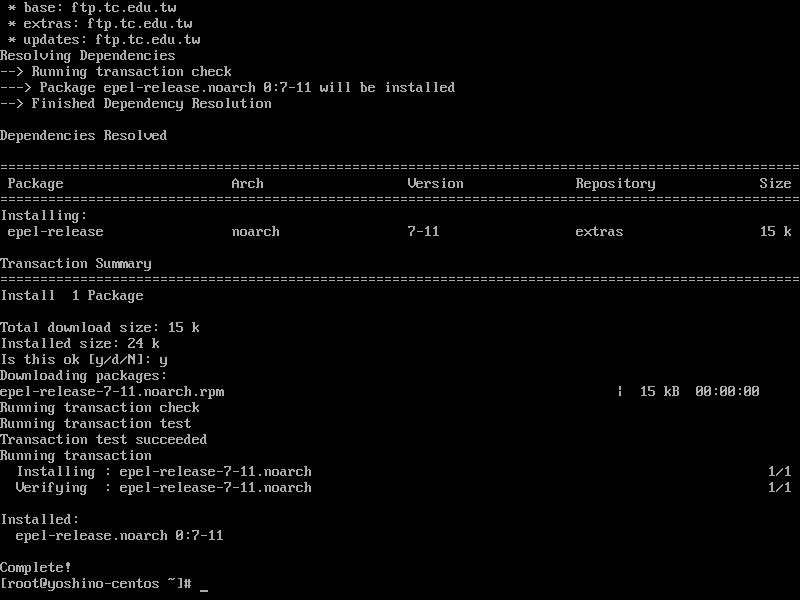 * base: ftp.tc.edu.tw
* extras: ftp.tc.edu.tw
* updates: ftp.tc.edu.tw
Resolving Dependencies
--> Running transaction check
---> Package epel-release.noarch 0:7-11 will be installed
--> Finished Dependency Resolution
Dependencies Resolved
================================================================================
Package Arch Version Repository Size
================================================================================
Installing:
epel-release noarch 7-11 extras 15 k
Transaction Summary
================================================================================
Install 1 Package
Total download size: 15 k
Installed size: 24 k
Is this ok [y/d/N]: y
Downloading packages:
epel-release-7-11.noarch.rpm | 15 kB 00:00:00
Running transaction check
Running transaction test
Transaction test succeeded
Running transaction
Installing : epel-release-7-11.noarch 1/1
Verifying : epel-release-7-11.noarch 1/1
Installed:
epel-release.noarch 0:7-11
Complete!
[root@yoshino-centos ~]# _